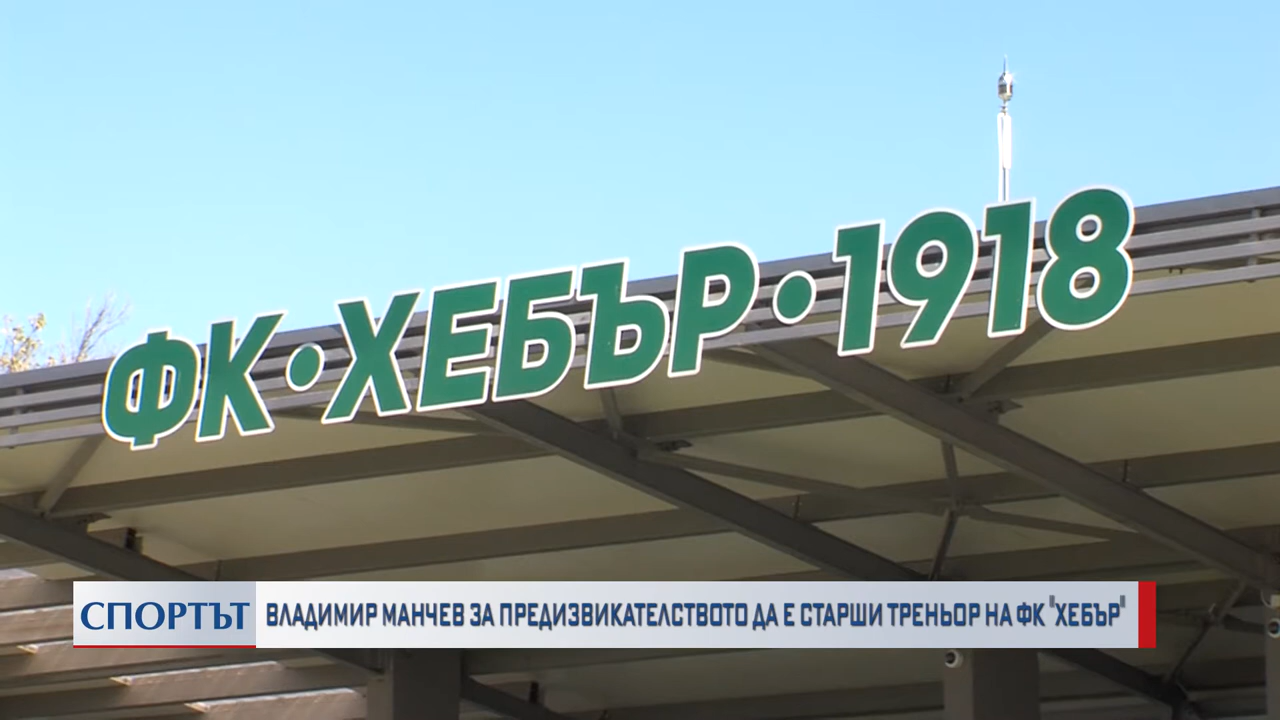 ФК•ХЕБЪР•1918
СПОРТЪТ
ВЛАДИМИР МАНЧЕВ ЗА ПРЕДИЗВИКАТЕЛСТВОТО ДА Е СТАРШИ ТРЕНЬОР НА ФК "ХЕБЪР"